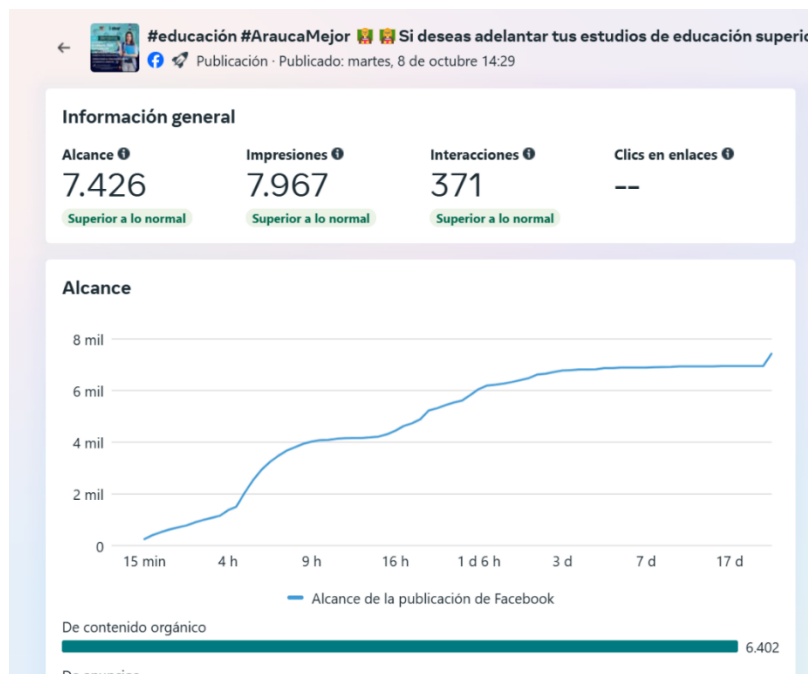 #educación #AraucaMejor 👩‍🏫 👩‍🏫 Si deseas adelantar tus estudios de educación superio
Publicación · Publicado: martes, 8 de octubre 14:29
Información general
Alcance
Impresiones
Interacciones
Clics en enlaces
7.426
7.967
371
--
Superior a lo normal
Superior a lo normal
Superior a lo normal
Alcance
8 mil
6 mil
4 mil
2 mil
0
15 min 4 h 9 h 16 h 1 d 6 h 3 d 7 d 17 d
Alcance de la publicación de Facebook
De contenido orgánico
6.402